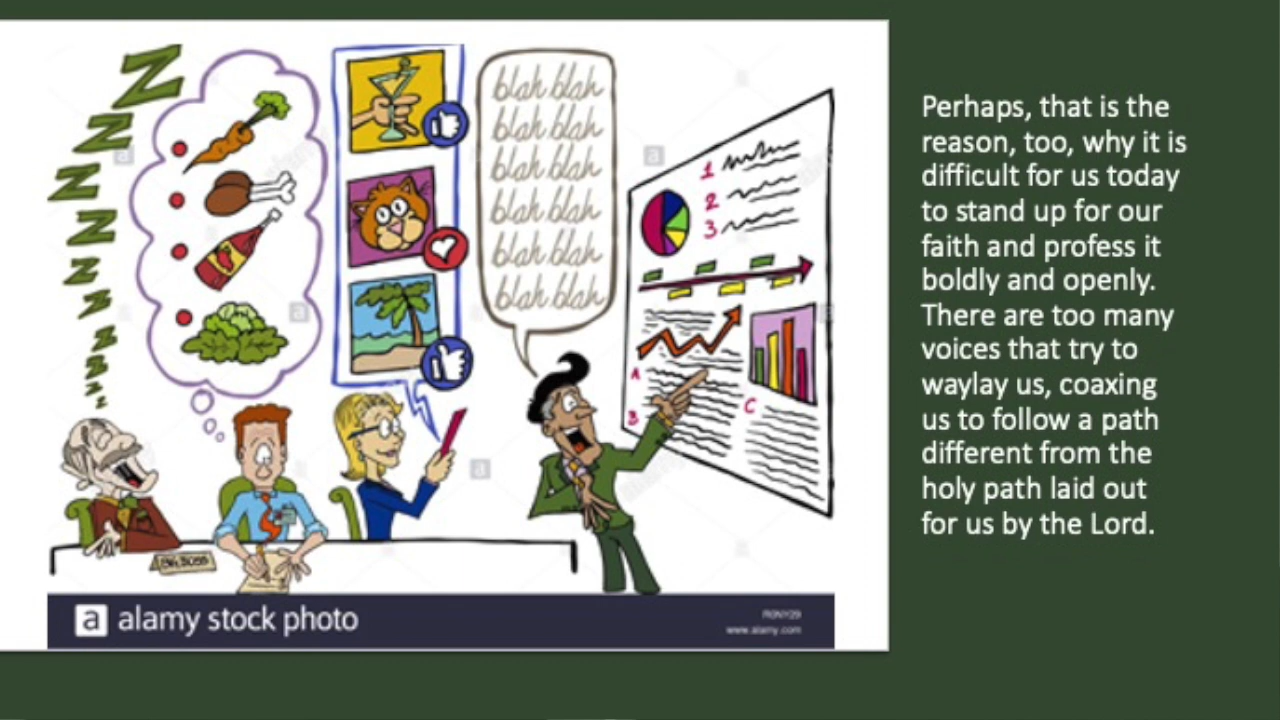 Z
Z
Z
Z
Z
Z
Z
Z
Z
Z
Z
blah blah
blah blah
blah blah
blah blah
blah blah
blah blah
1
2
3
A
B
C
BIG BOSS
a alamy stock photo
www.alamy.com
Perhaps, that is the
reason, too, why it is
difficult for us today
to stand up for our
faith and profess it
boldly and openly.
There are too many
voices that try to
waylay us, coaxing
us to follow a path
different from the
holy path laid out
for us by the Lord.